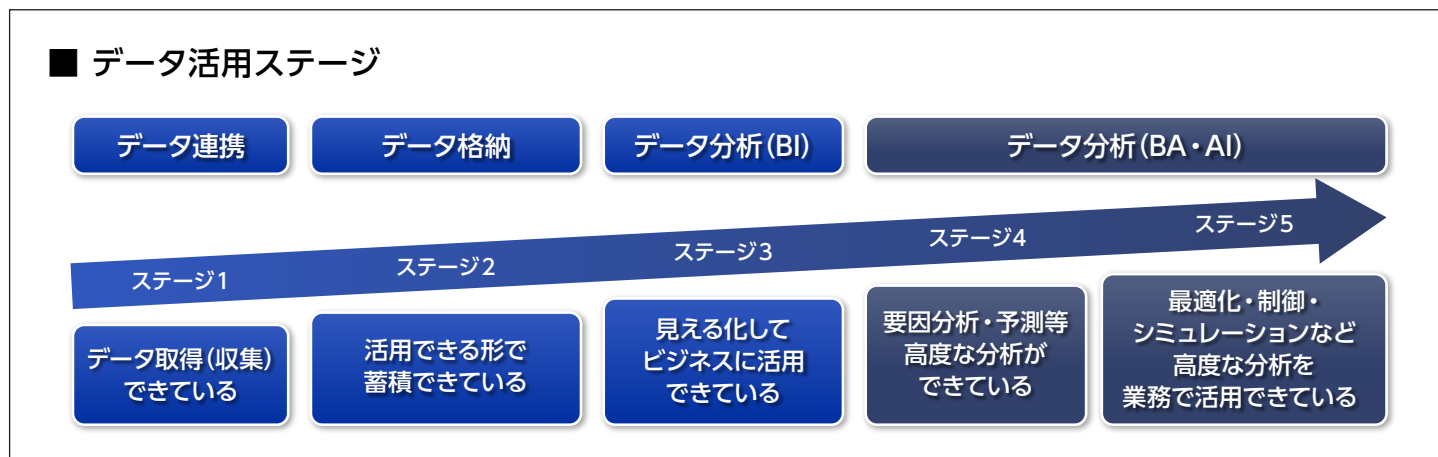 ■ データ活用ステージ
データ連携
データ格納
データ分析(BI)
データ分析(BA・AI)
ステージ1
ステージ2
ステージ3
ステージ4
ステージ5
データ取得(収集)
できている
活用できる形で
蓄積できている
見える化して
ビジネスに活用
できている
要因分析・予測等
高度な分析が
できている
最適化・制御・
シミュレーションなど
高度な分析を
業務で活用できている